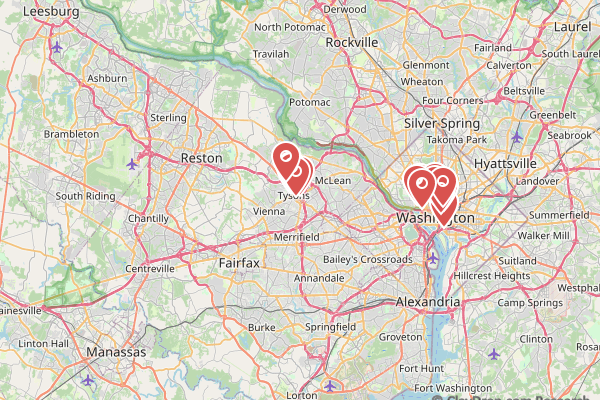 Leesburg
Derwood
North Potomac
Laurel
Rockville
Fairland
Travilah
South Laurel
Ashburn
Glenmont
Calverton
Wheaton
Beltsville
Potomac
Four Corners
Sterling
Greenbelt
Silver Spring
Brambleton
Seabrook
Takoma Park
Reston
Hyattsville
McLean
Landover
South Riding
Tysons
Vienna
Washington
Summerfield
Chantilly
Merrifield
Walker Mill
Centreville
Fairfax
Bailey's Crossroads
Suitland
Annandale
Hillcrest Heights
Westphal
ainesville
Alexandria
Camp Springs
Burke
Springfield
Linton Hall
Groveton
Clinton
Manassas
Fort Hunt
Rosar
Fort Washington
Lorton